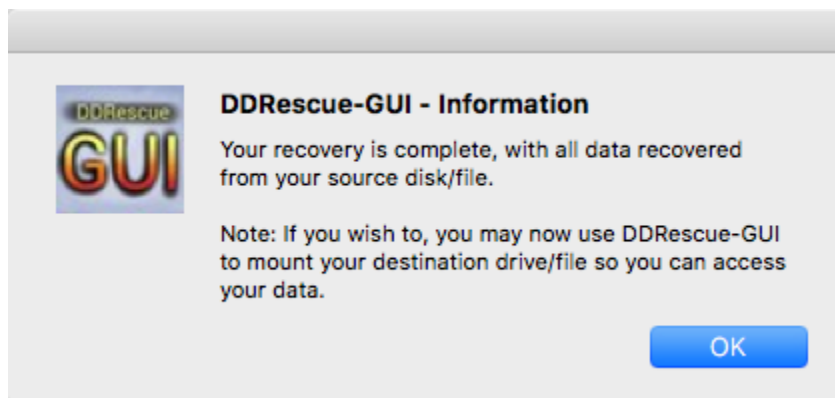 DDRescue
GUI
DDRescue-GUI - Information
Your recovery is complete, with all data recovered
from your source disk/file.
Note: If you wish to, you may now use DDRescue-GUI
to mount your destination drive/file so you can access
your data.
OK